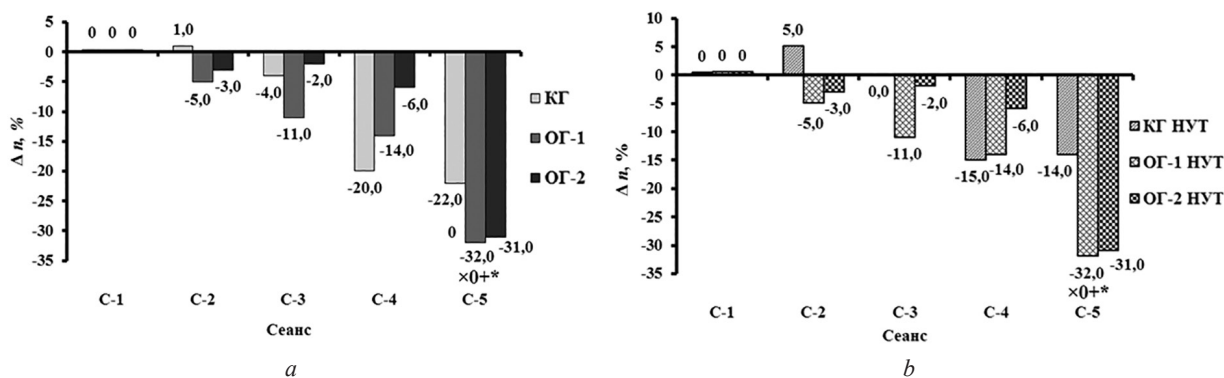 5
0
-5
-10
-15
-20
-25
-30
-35
Δ n, %
0 0 0
1,0
-5,0
-3,0
-4,0
-11,0
-2,0
-20,0
-14,0
-6,0
-22,0
0
-32,0
-31,0
×0+*
С-1 С-2 С-3 С-4 С-5
Сеанс
КГ
ОГ-1
ОГ-2
a
10
5
0
-5
-10
-15
-20
-25
-30
-35
Δ n, %
0 0 0
5,0
-5,0
-3,0
0,0
-11,0
-2,0
-15,0
-14,0
-6,0
-14,0
-32,0
-31,0
×0+*
С-1 С-2 С-3 С-4 С-5
Сеанс
КГ НУТ
ОГ-1 НУТ
ОГ-2 НУТ
b